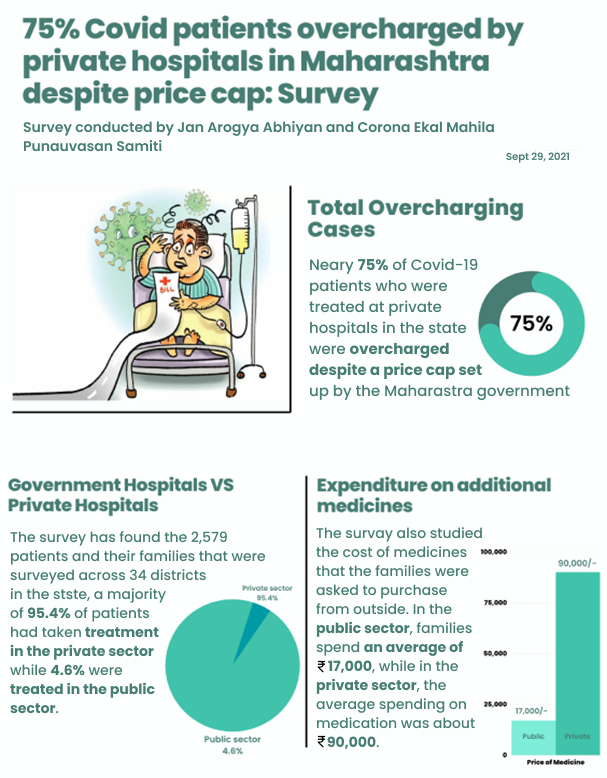 75% Covid patients overcharged by
private hospitals in Maharashtra
despite price cap: Survey
Survey conducted by Jan Arogya Abhiyan and Corona Ekal Mahila
Punauvasan Samiti
Sept 29, 2021
BILL
Total Overcharging
Cases
Neary 75% of Covid-19
patients who were
treated at private
hospitals in the state
were overcharged
despite a price cap set
up by the Maharastra government
75%
Government Hospitals VS
Private Hospitals
The survey has found the 2,579
patients and their families that were
surveyed across 34 districts
in the stste, a majority
of 95.4% of patients
had taken treatment
in the private sector
while 4.6% were
treated in the public
sector.
Private sector
95.4%
Public sector
4.6%
Expenditure on additional
medicines
The survay also studied
the cost of medicines
that the families were
asked to purchase
from outside. In the
public sector, families
spend an average of
₹17,000, while in the
private sector, the
average spending on
medication was about
₹90,000.
100,000
75,000
50,000
25,000
0
90,000/-
17,000/-
Public
Private
Price of Medicine